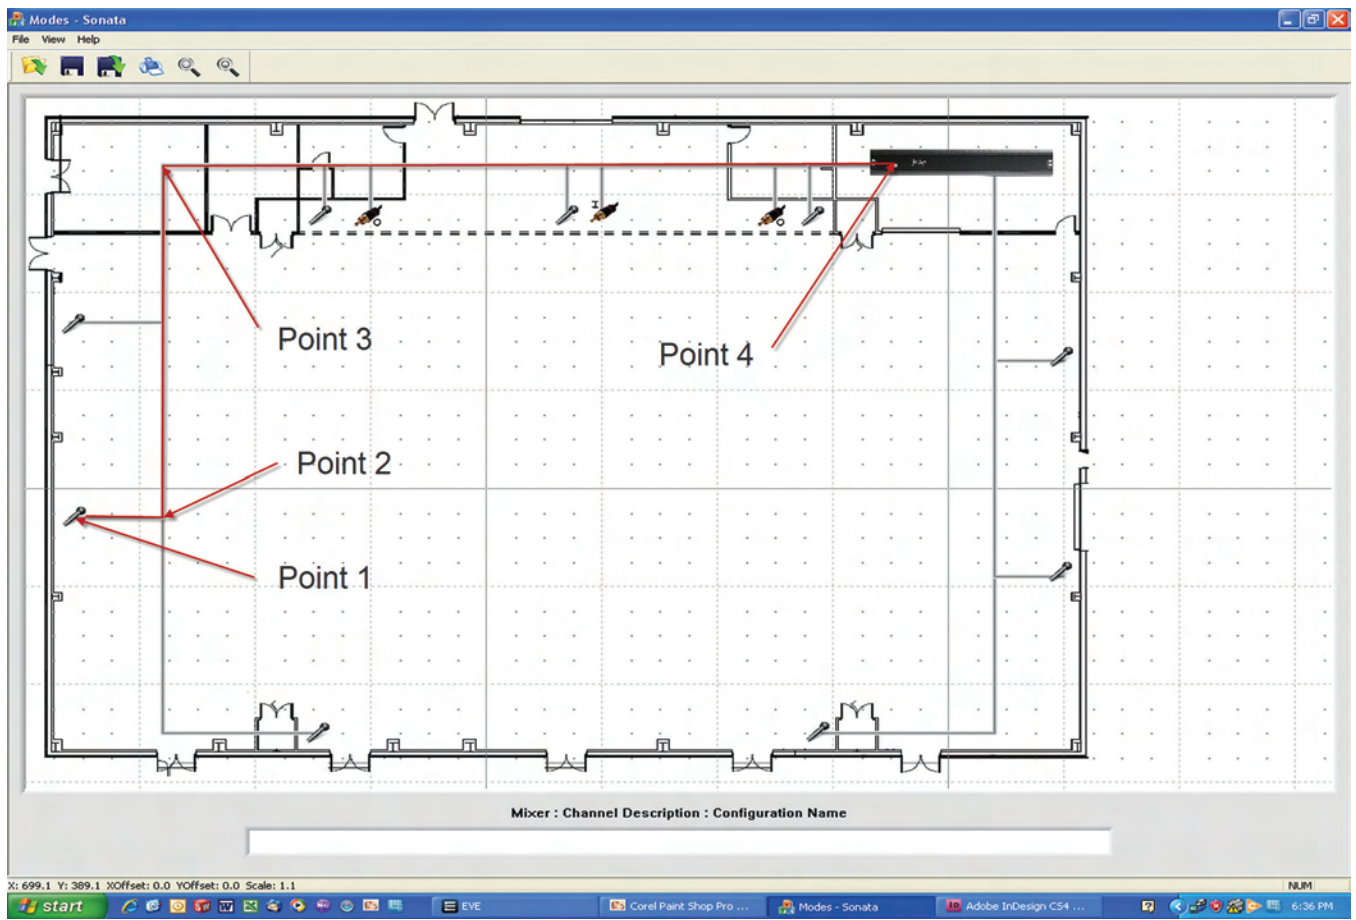 Modes - Sonata
File View Help
Point 3
Point 4
Point 2
Point 1
Mixer : Channel Description : Configuration Name
X: 699.1 Y: 389.1 XOffset: 0.0 YOffset: 0.0 Scale: 1.1 NUM
start EVE Corel Paint Shop Pro ... Modes - Sonata Adobe InDesign CS4 ... 6:36 PM